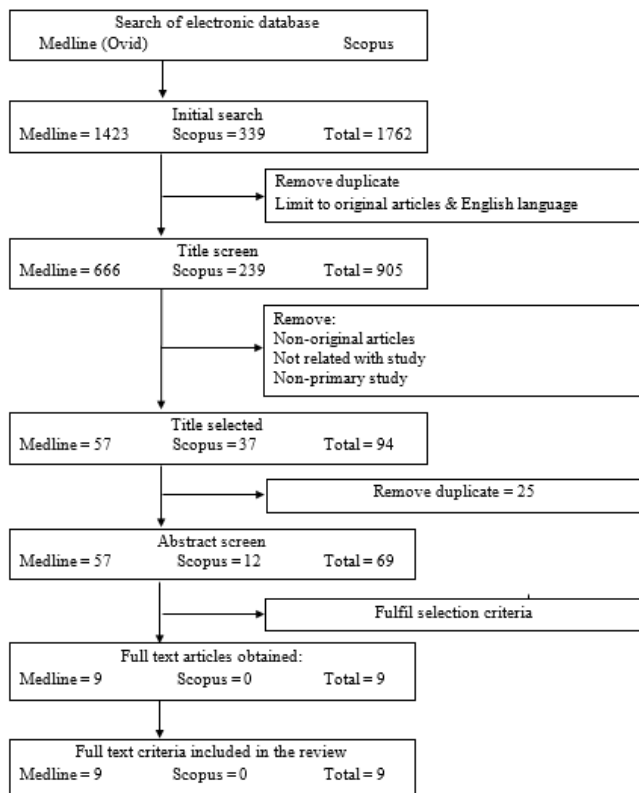 Search of electronic database
Medline (Ovid) Scopus
Initial search
Medline = 1423 Scopus = 339 Total = 1762
Remove duplicate
Limit to original articles & English language
Title screen
Medline = 666 Scopus = 239 Total = 905
Remove:
Non-original articles
Not related with study
Non-primary study
Title selected
Medline = 57 Scopus = 37 Total = 94
Remove duplicate = 25
Abstract screen
Medline = 57 Scopus = 12 Total = 69
Fulfil selection criteria
Full text articles obtained:
Medline = 9 Scopus = 0 Total = 9
Full text criteria included in the review
Medline = 9 Scopus = 0 Total = 9